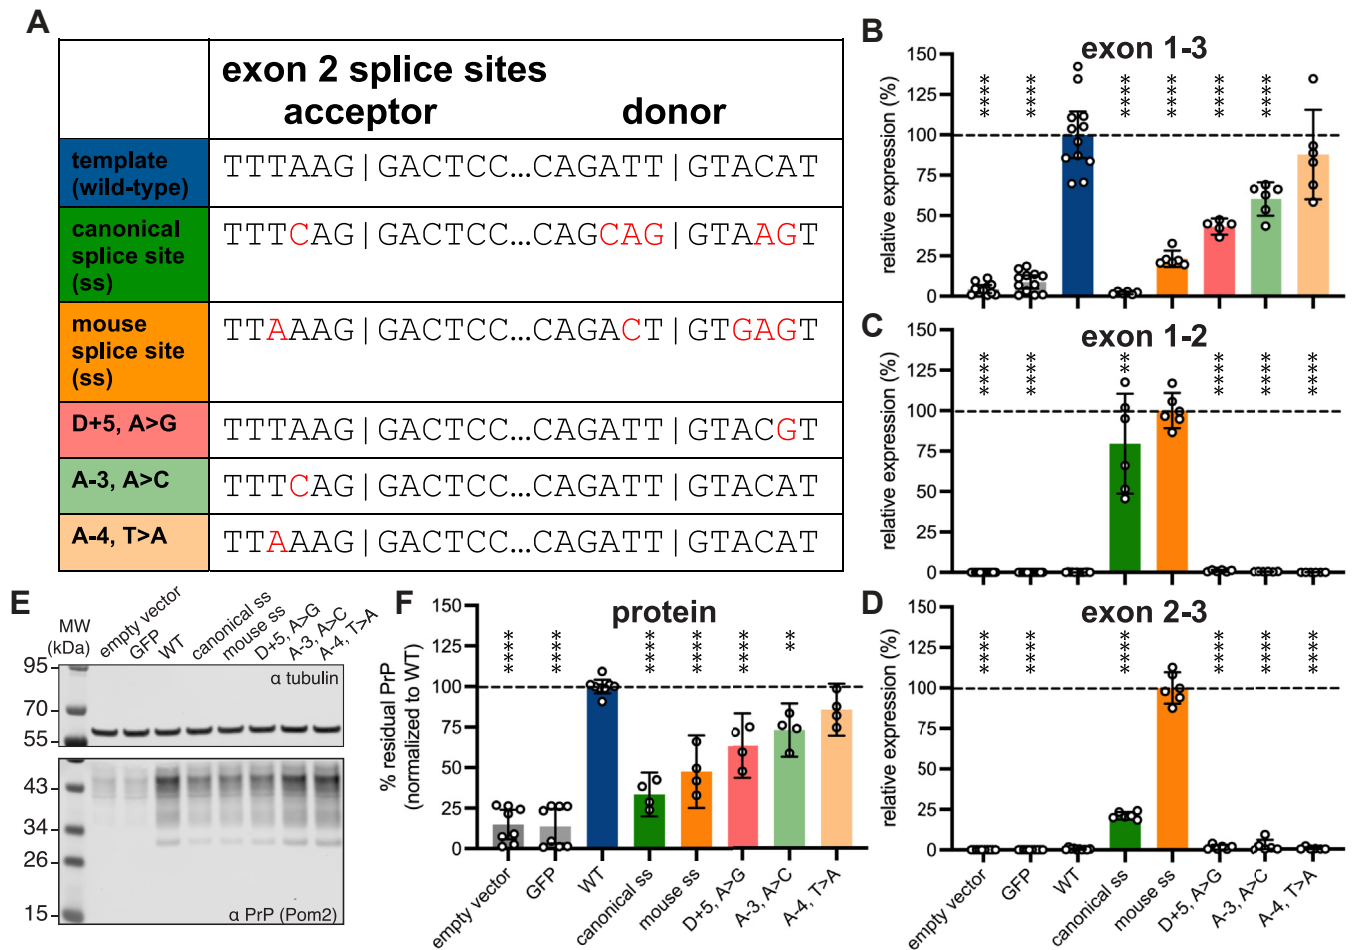 A
exon 2 splice sites
acceptor donor
template
(wild-type)
TTTAAG|GACTCC...CAGATT|GTACAT
canonical
splice site
(ss)
TTTCAG|GACTCC...CAGCAG|GTAAGT
mouse
splice site
(ss)
TTAAAG|GACTCC...CAGACT|GTGAGT
D+5, A>G
TTTAAG|GACTCC...CAGATT|GTACGT
A-3, A>C
TTTCAG|GACTCC...CAGATT|GTACAT
A-4, T>A
TTAAAG|GACTCC...CAGATT|GTACAT
B
exon 1-3
relative expression (%)
150
125
100
75
50
25
0
**** **** **** **** **** ****
C
exon 1-2
relative expression (%)
150
125
100
75
50
25
0
**** **** ** **** **** ****
D
exon 2-3
relative expression (%)
150
125
100
75
50
25
0
**** **** **** **** **** ****
empty vector
GFP
WT
canonical ss
mouse ss
D+5, A>G
A-3, A>C
A-4, T>A
E
MW
(kDa)
empty vector
GFP
WT
canonical ss
mouse ss
D+5, A>G
A-3, A>C
A-4, T>A
95
70
55
α tubulin
43
34
26
15
α PrP (Pom2)
F
protein
% residual PrP
(normalized to WT)
150
125
100
75
50
25
0
**** **** **** **** **** **
empty vector
GFP
WT
canonical ss
mouse ss
D+5, A>G
A-3, A>C
A-4, T>A